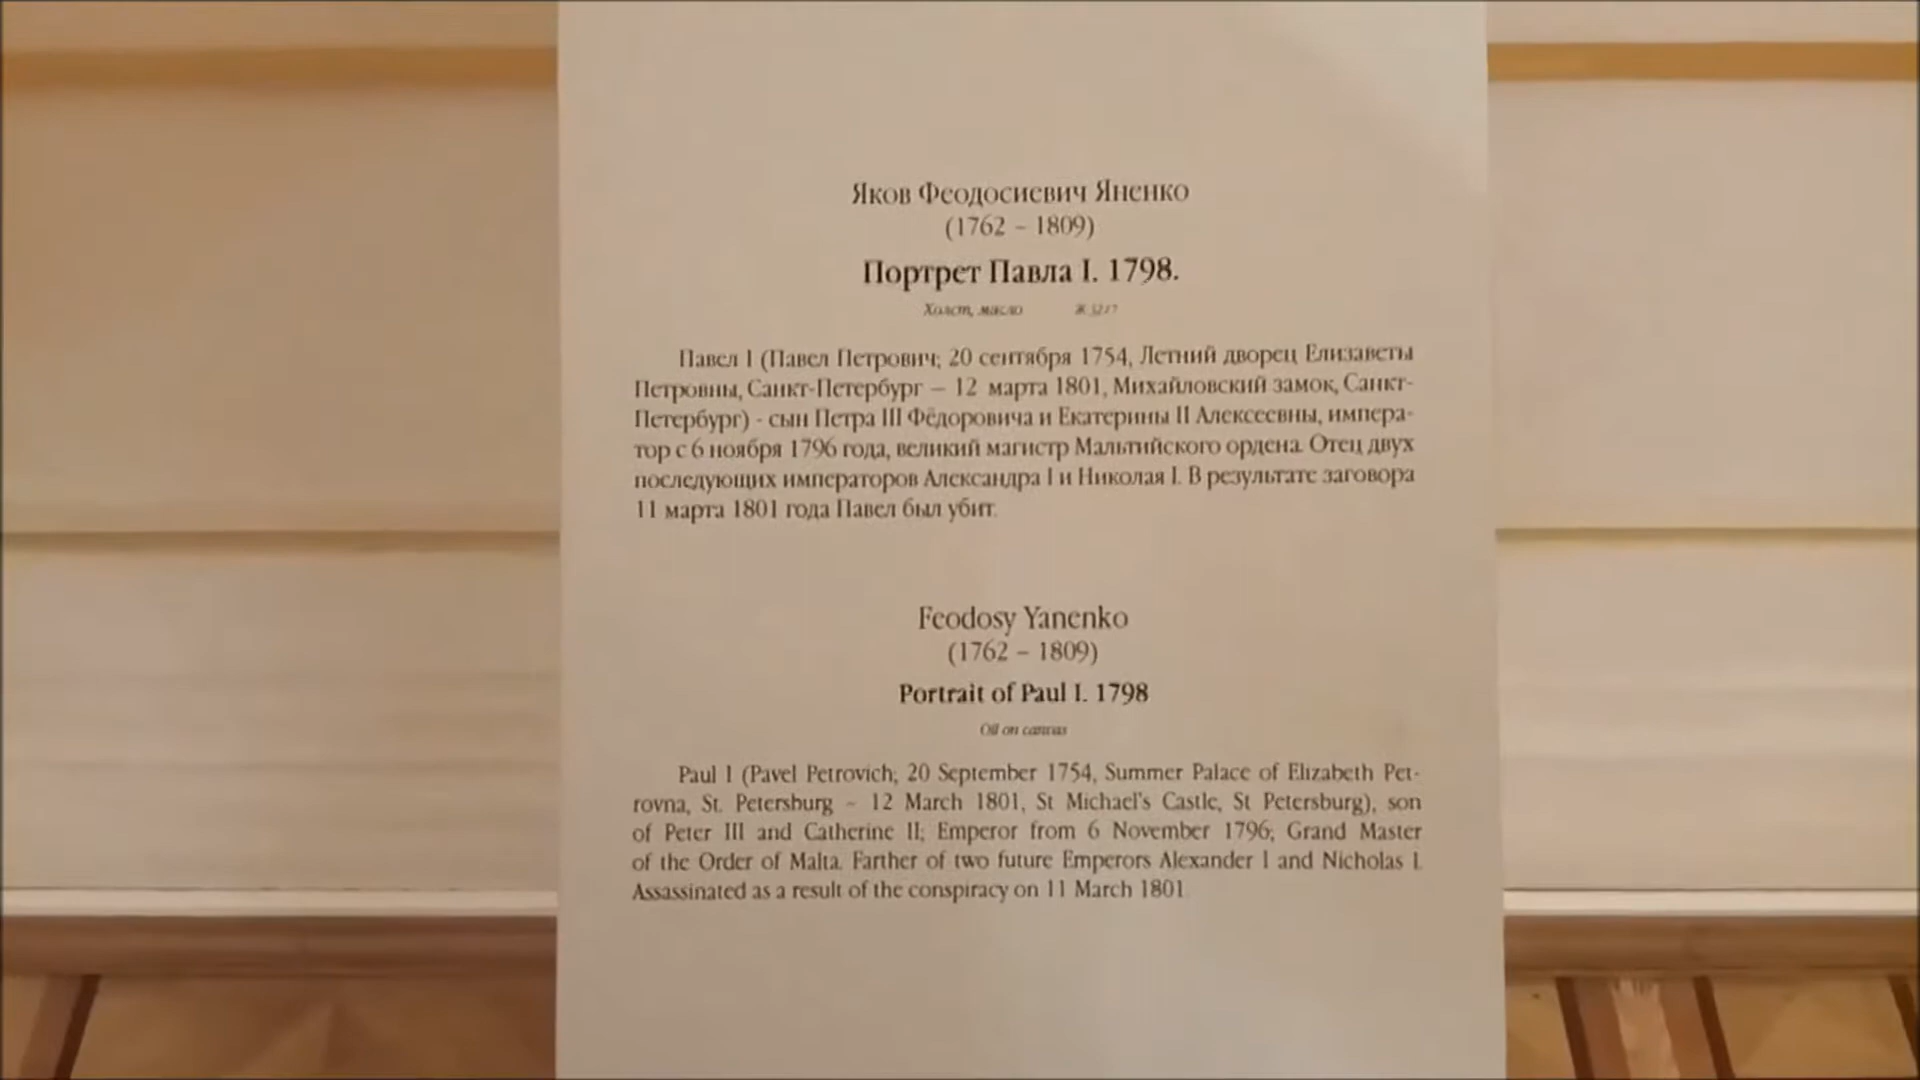 Яков Феодосиевич Яненко
(1762 – 1809)
Портрет Павла I. 1798.
Холст, масло
Павел I (Павел Петрович; 20 сентября 1754, Летний дворец Елизаветы
Петровны, Санкт-Петербург – 12 марта 1801, Михайловский замок, Санкт-
Петербург) - сын Петра III Фёдоровича и Екатерины II Алексеевны, импера-
тор с 6 ноября 1796 года, великий магистр Мальтийского ордена. Отец двух
последующих императоров Александра I и Николая I. В результате заговора
11 марта 1801 года Павел был убит.
Feodosy Yanenko
(1762 – 1809)
Portrait of Paul I. 1798
Oil on canvas
Paul I (Pavel Petrovich; 20 September 1754, Summer Palace of Elizabeth Pet-
rovna, St. Petersburg – 12 March 1801, St Michael's Castle, St Petersburg), son
of Peter III and Catherine II; Emperor from 6 November 1796; Grand Master
of the Order of Malta. Farther of two future Emperors Alexander I and Nicholas I.
Assassinated as a result of the conspiracy on 11 March 1801.